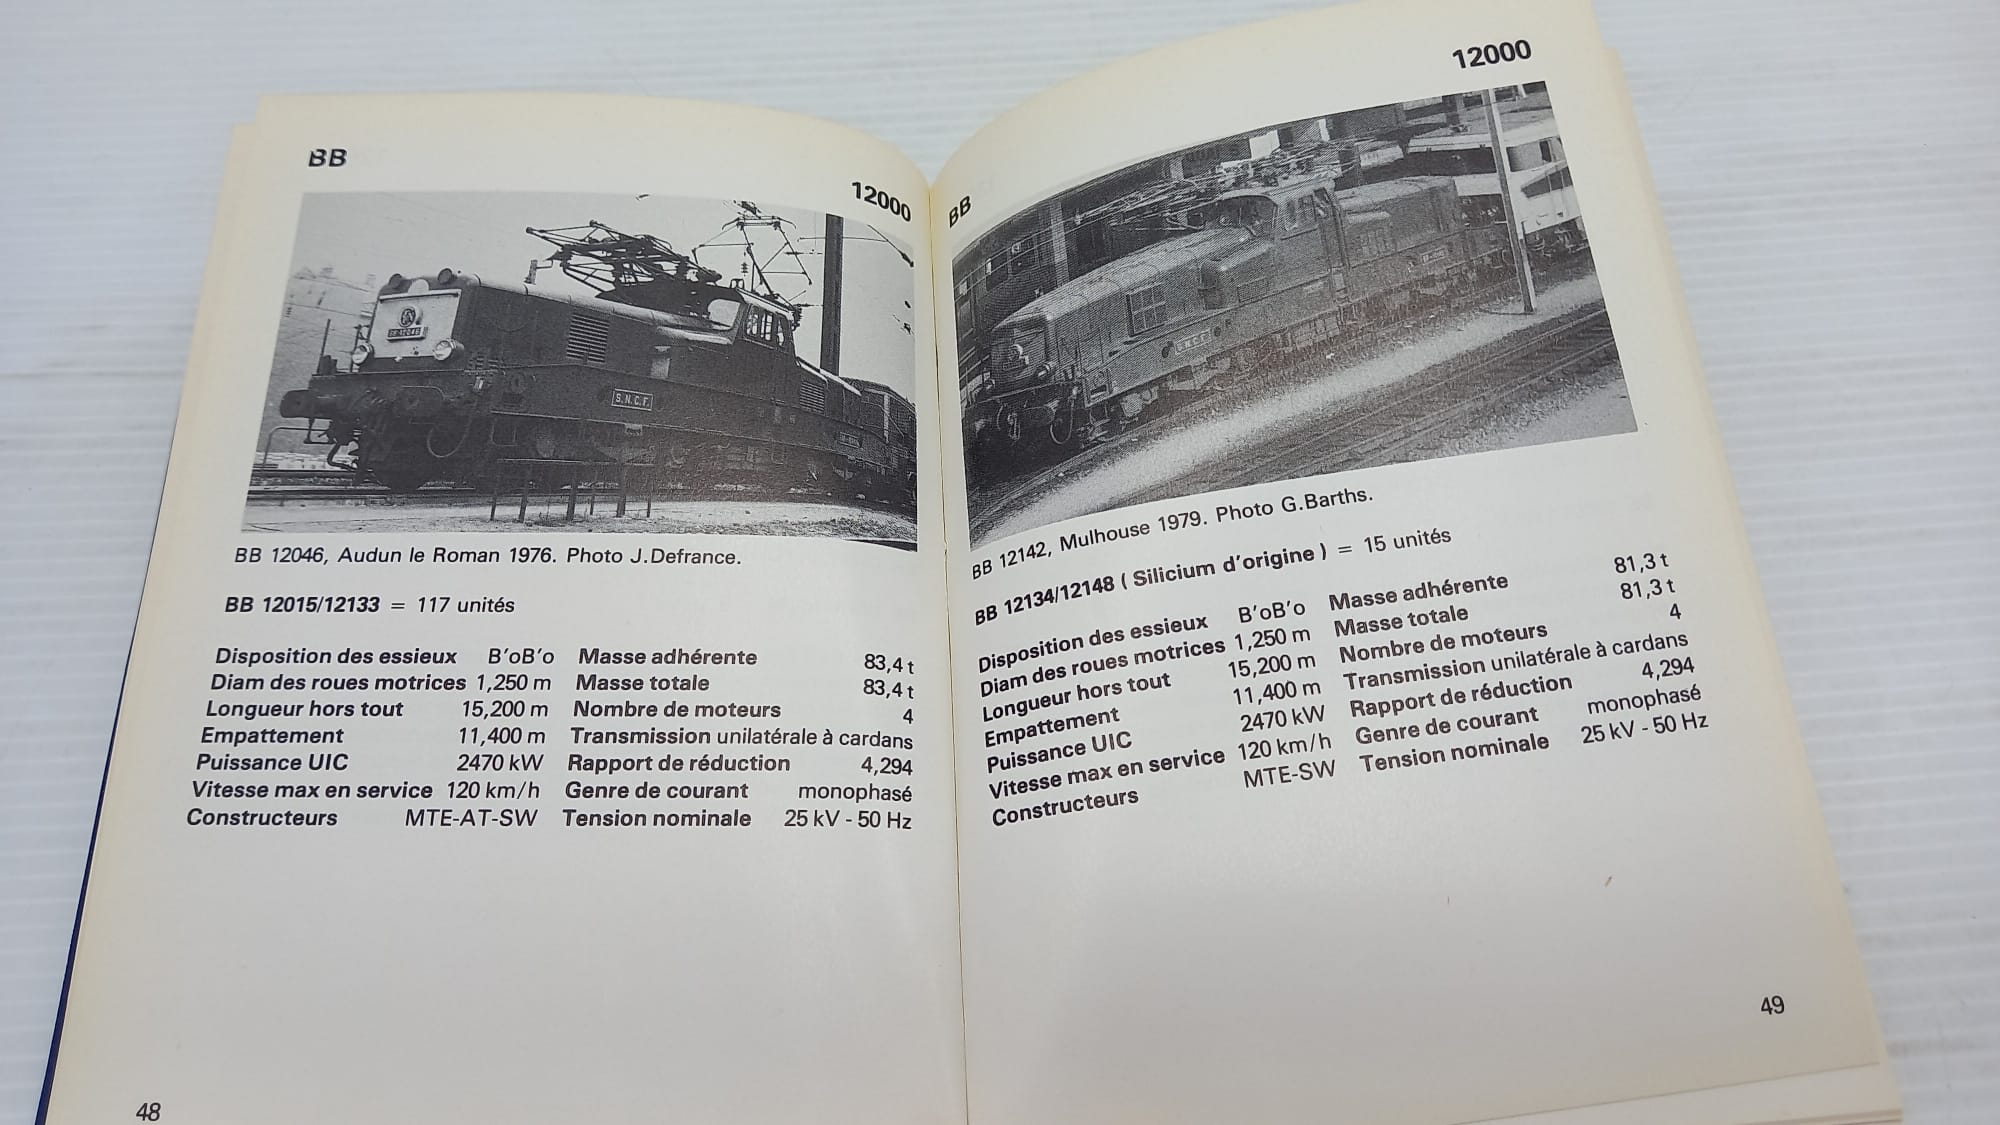 BB
12000
BB-12046
S.N.C.F.
BB 12046, Audun le Roman 1976. Photo J.Defrance.
BB 12015/12133 = 117 unités
Disposition des essieux B'oB'o Masse adhérente 83,4 t
Diam des roues motrices 1,250 m Masse totale 83,4 t
Longueur hors tout 15,200 m Nombre de moteurs 4
Empattement 11,400 m Transmission unilatérale à cardans
Puissance UIC 2470 kW Rapport de réduction 4,294
Vitesse max en service 120 km/h Genre de courant monophasé
Constructeurs MTE-AT-SW Tension nominale 25 kV - 50 Hz
48
BB
12000
S.N.C.F.
BB 12142, Mulhouse 1979. Photo G.Barths.
BB 12134/12148 ( Silicium d'origine ) = 15 unités
Disposition des essieux B'oB'o Masse adhérente 81,3 t
Diam des roues motrices 1,250 m Masse totale 81,3 t
Longueur hors tout 15,200 m Nombre de moteurs 4
Empattement 11,400 m Transmission unilatérale à cardans
Puissance UIC 2470 kW Rapport de réduction 4,294
Vitesse max en service 120 km/h Genre de courant monophasé
Constructeurs MTE-SW Tension nominale 25 kV - 50 Hz
49